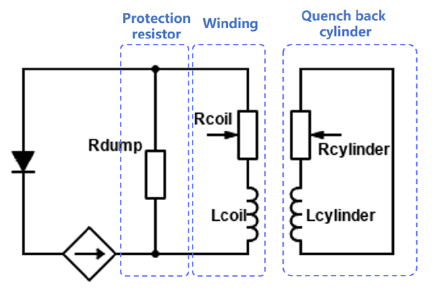 Protection
resistor
Winding
Quench back
cylinder
Rcoil
Rdump
Rcylinder
Lcoil
Lcylinder